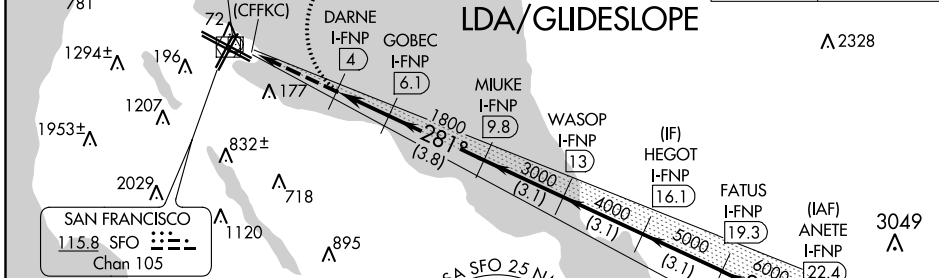 781
(CFFKC)
72
DARNE
I-FNP
4
GOBEC
I-FNP
6.1
LDA/GLIDESLOPE
2328
1294±
196
177
1207
1953±
832±
2029
718
1120
895
MIUKE
I-FNP
9.8
1800
281°
(3.8)
WASOP
I-FNP
13
3000
(3.1)
(IF)
HEGOT
I-FNP
16.1
4000
(3.1)
FATUS
I-FNP
19.3
5000
(3.1)
(IAF)
ANETE
I-FNP
22.4
6000
3049
SAN FRANCISCO
115.8 SFO
Chan 105
SA SFO 25 N